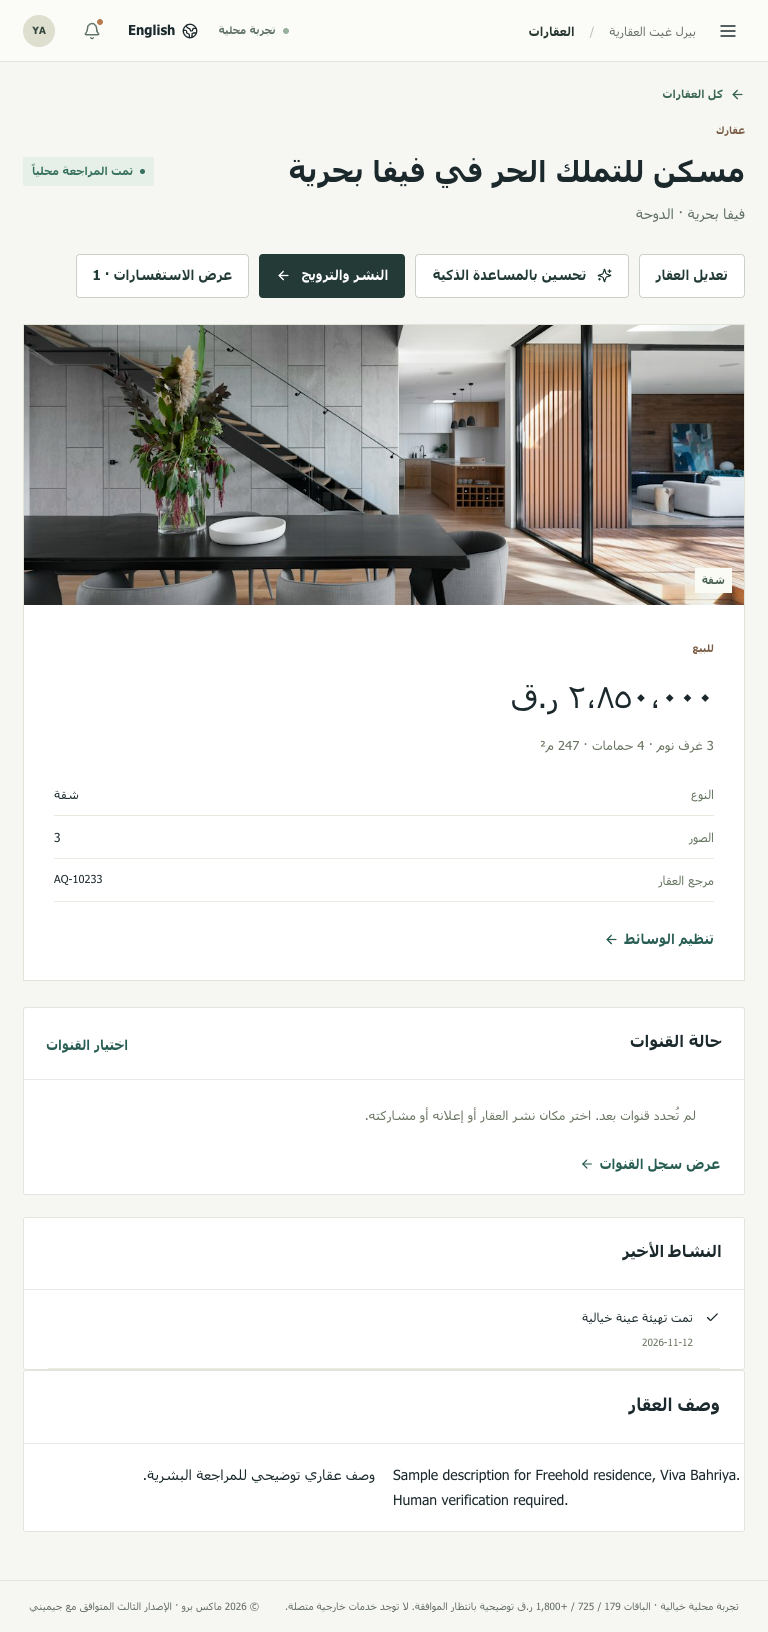 بيرل غيت العقارية / العقارات
تجربة محلية
English
YA
كل العقارات
عقارك
مسكن للتملك الحر في فيفا بحرية
تمت المراجعة محلياً
فيفا بحرية · الدوحة
تعديل العقار
تحسين بالمساعدة الذكية
النشر والترويج
عرض الاستفسارات · 1
شقة
للبيع
٢،٨٥٠،٠٠٠ ر.ق
3 غرف نوم · 4 حمامات · 247 م²
النوع شقة
الصور 3
مرجع العقار AQ-10233
تنظيم الوسائط
حالة القنوات
اختيار القنوات
لم تُحدد قنوات بعد. اختر مكان نشر العقار أو إعلانه أو مشاركته.
عرض سجل القنوات
النشاط الأخير
تمت تهيئة عينة خيالية
2026-11-12
وصف العقار
Sample description for Freehold residence, Viva Bahriya.
Human verification required.
وصف عقاري توضيحي للمراجعة البشرية.
تجربة محلية خيالية · الباقات 179 / 725 / +1,800 ر.ق توضيحية بانتظار الموافقة. لا توجد خدمات خارجية متصلة.
© 2026 ماكس برو · الإصدار الثالث المتوافق مع جيميني